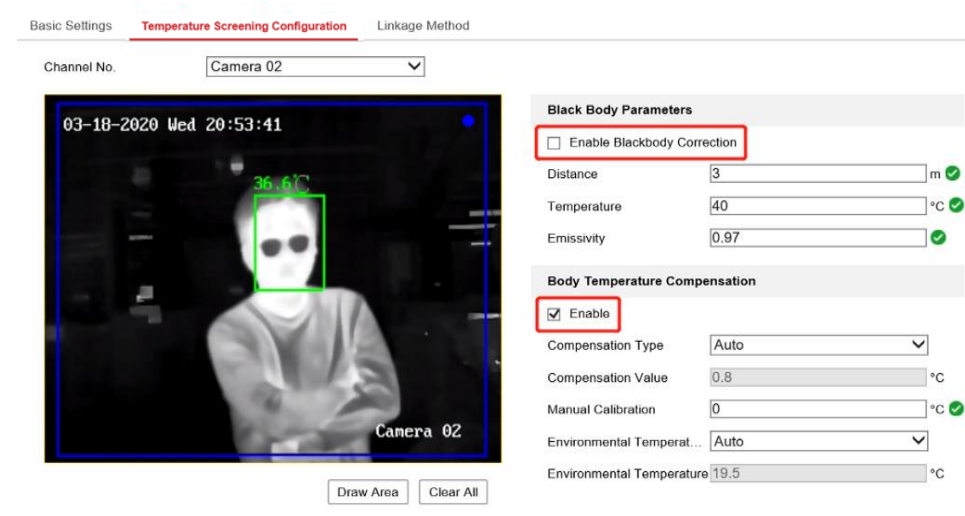 Basic Settings Temperature Screening Configuration Linkage Method
Channel No. Camera 02
03-18-2020 Wed 20:53:41
36.6℃
Camera 02
Draw Area Clear All
Black Body Parameters
Enable Blackbody Correction
Distance 3 m
Temperature 40 °C
Emissivity 0.97
Body Temperature Compensation
Enable
Compensation Type Auto
Compensation Value 0.8 °C
Manual Calibration 0 °C
Environmental Temperat... Auto
Environmental Temperature 19.5 °C